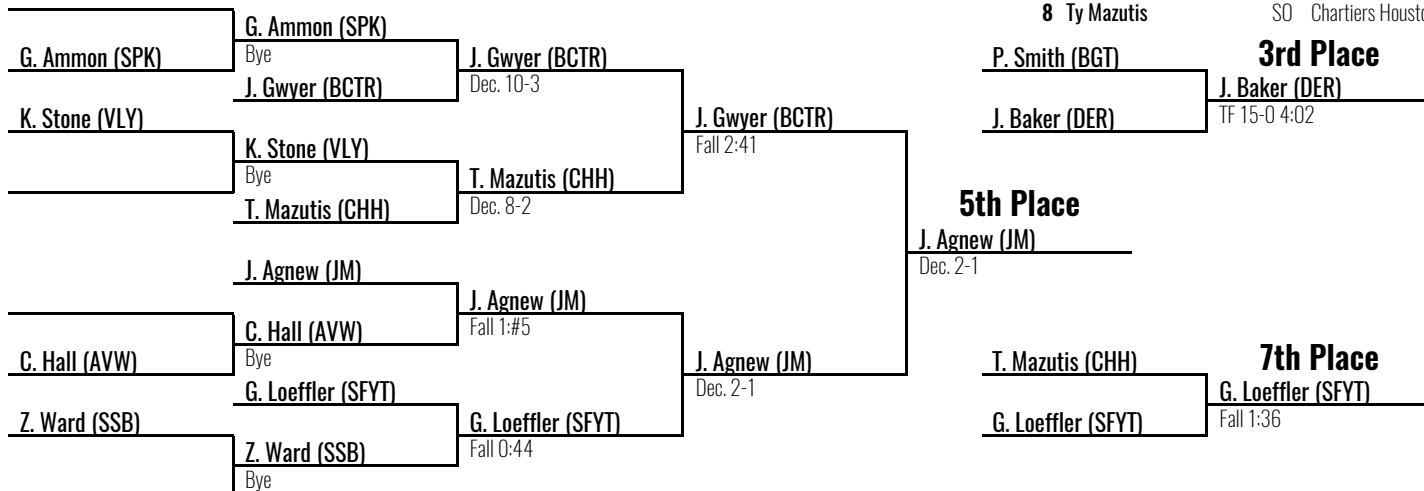 8 Ty Mazutis SO Chartiers Housto
G. Ammon (SPK)
G. Ammon (SPK)
Bye
J. Gwyer (BCTR)
J. Gwyer (BCTR)
Dec. 10-3
K. Stone (VLY)
K. Stone (VLY)
Bye
T. Mazutis (CHH)
T. Mazutis (CHH)
Dec. 8-2
J. Gwyer (BCTR)
Fall 2:41
J. Agnew (JM)
C. Hall (AVW)
C. Hall (AVW)
Bye
J. Agnew (JM)
Fall 1:#5
G. Loeffler (SFYT)
Z. Ward (SSB)
Z. Ward (SSB)
Bye
G. Loeffler (SFYT)
Fall 0:44
J. Agnew (JM)
Dec. 2-1
5th Place
J. Agnew (JM)
Dec. 2-1
3rd Place
P. Smith (BGT)
J. Baker (DER)
J. Baker (DER)
TF 15-0 4:02
7th Place
T. Mazutis (CHH)
G. Loeffler (SFYT)
G. Loeffler (SFYT)
Fall 1:36